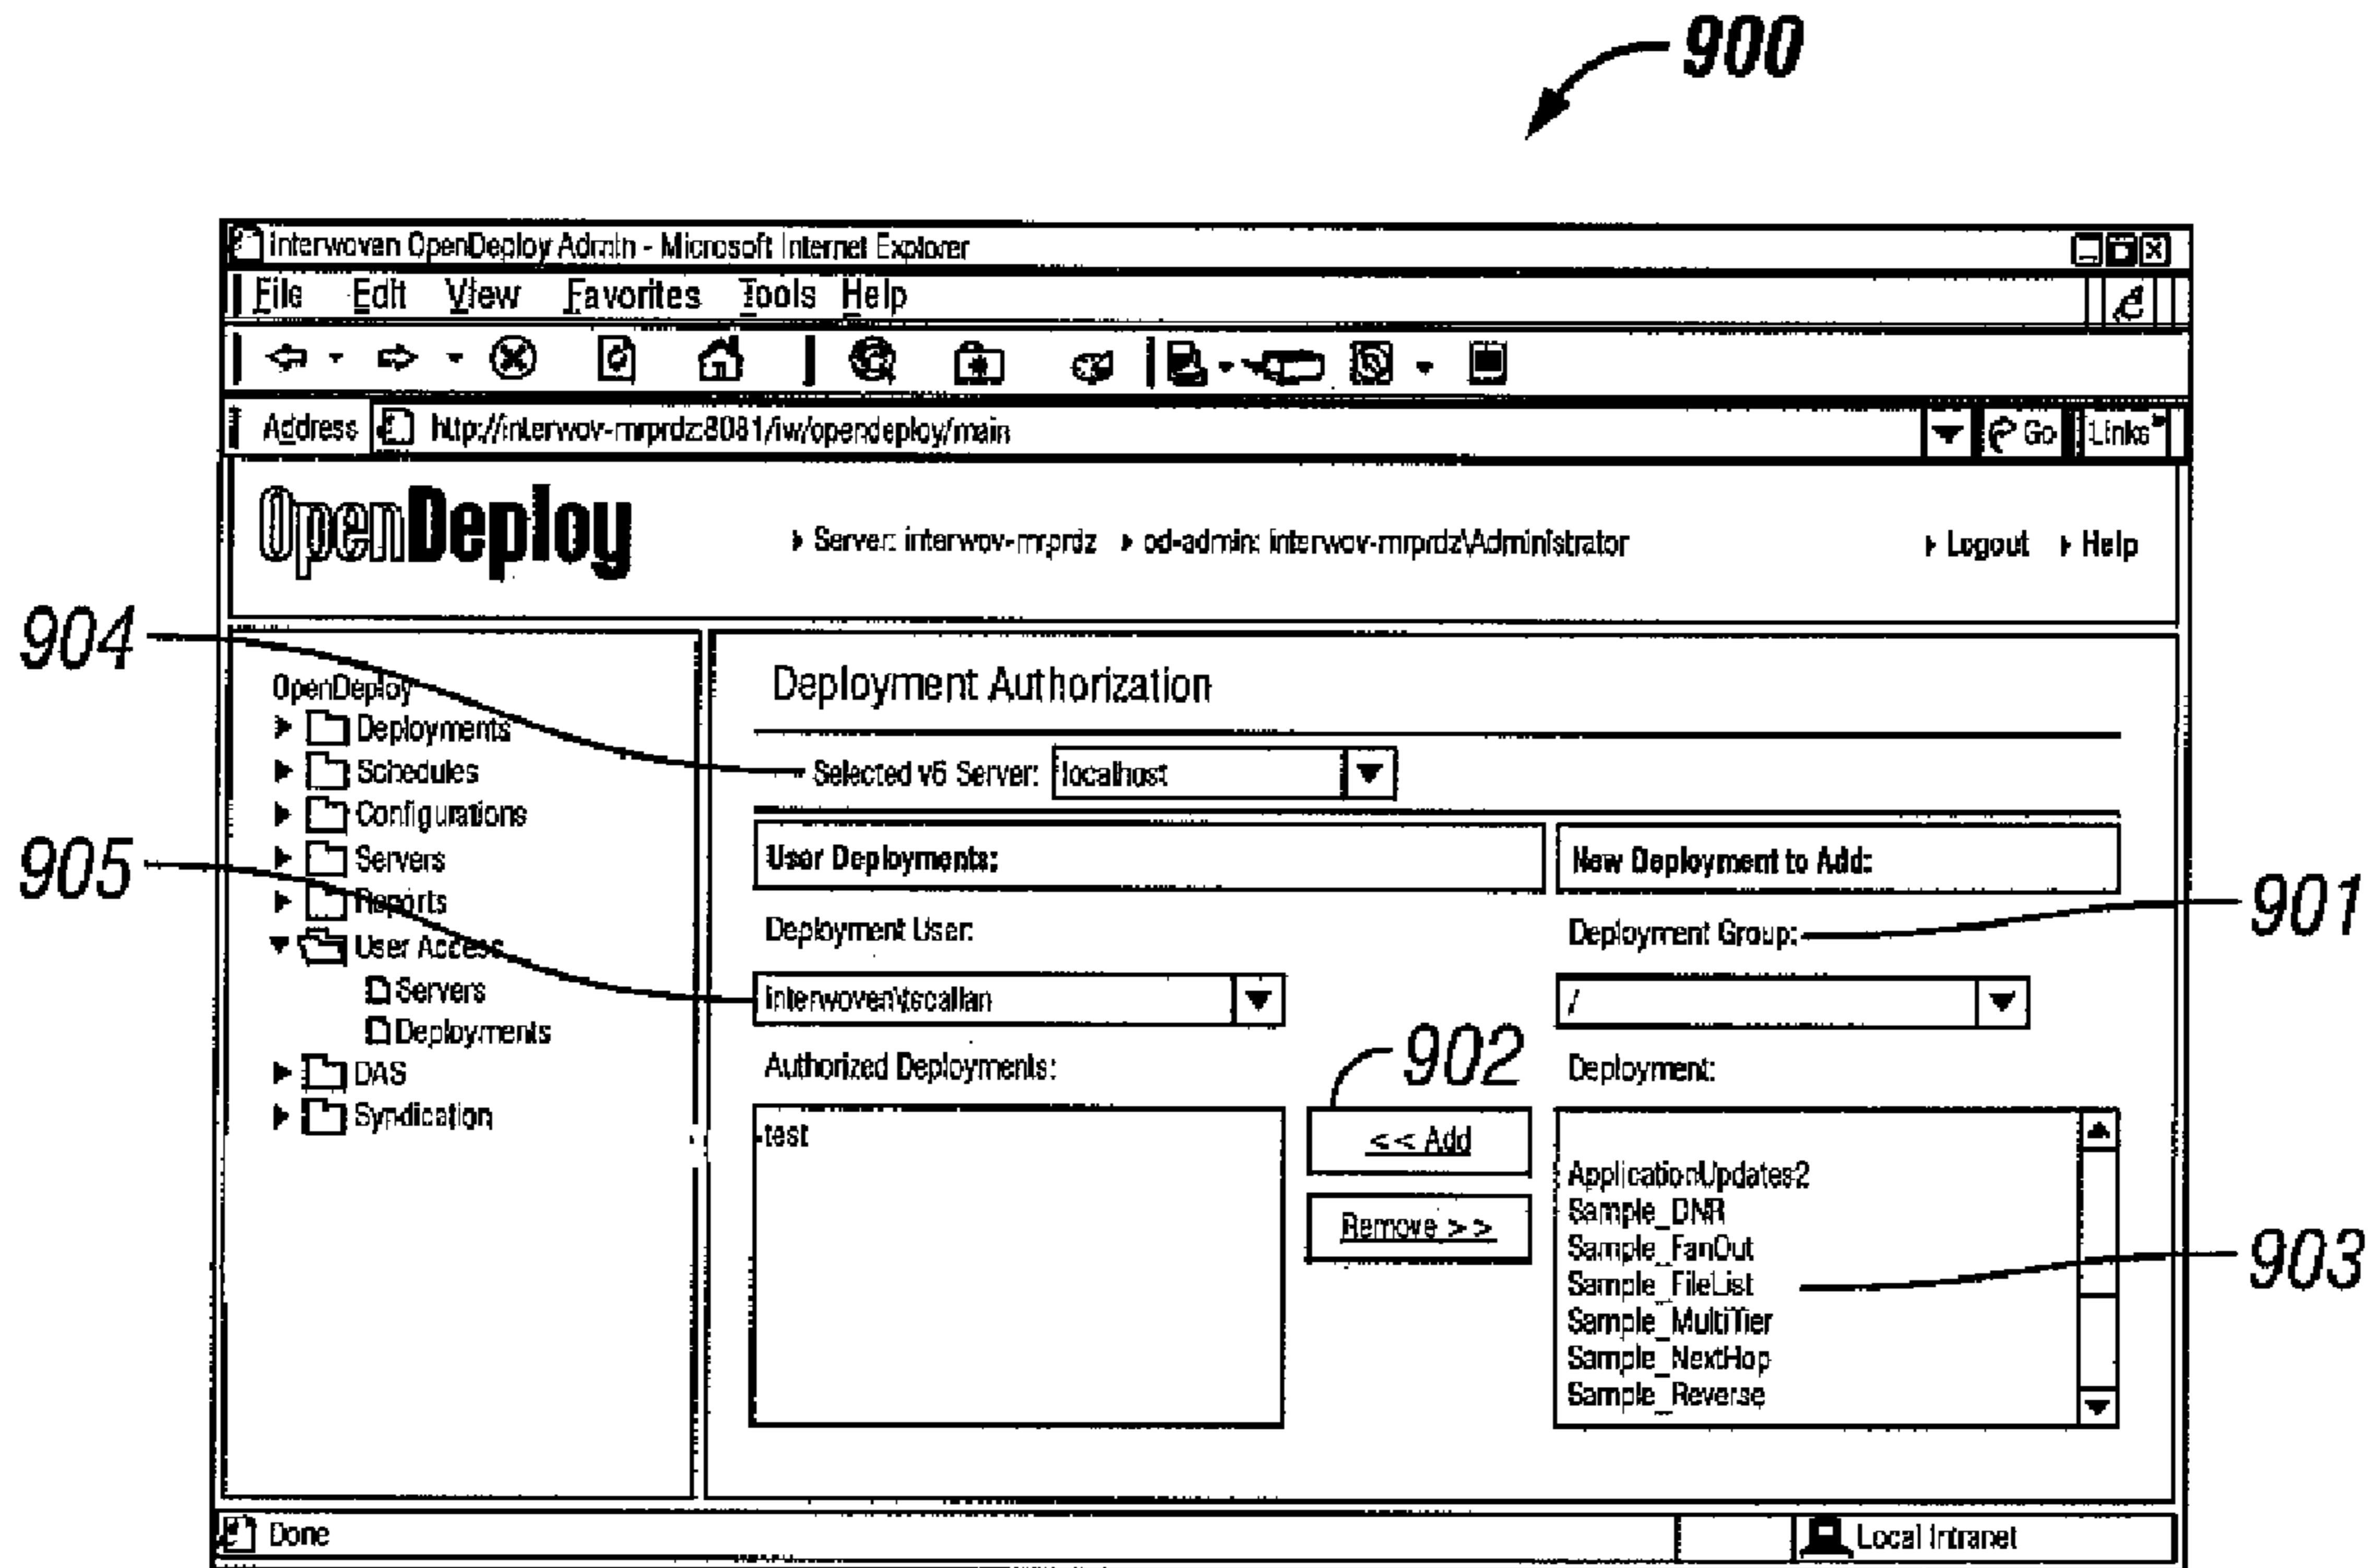 900
Interwoven OpenDeploy Admin - Microsoft Internet Explorer
File Edit View Favorites Tools Help
Address http://interwov-mrprdz:8081/iw/opendeploy/main Go Links
OpenDeploy Server: interwov-mrprdz od-admin: interwov-mrprdz\Administrator Logout Help
904
905
OpenDeploy
Deployments
Schedules
Configurations
Servers
Reports
User Access
Servers
Deployments
DAS
Syndication
Deployment Authorization
Selected v6 Server: localhost
User Deployments:
Deployment User:
interwoven\tscallan
Authorized Deployments:
test
902
<< Add
Remove >>
New Deployment to Add:
Deployment Group:
/
Deployment:
ApplicationUpdates2
Sample_DNR
Sample_FanOut
Sample_FileList
Sample_MultiTier
Sample_NextHop
Sample_Reverse
901
903
Done Local Intranet